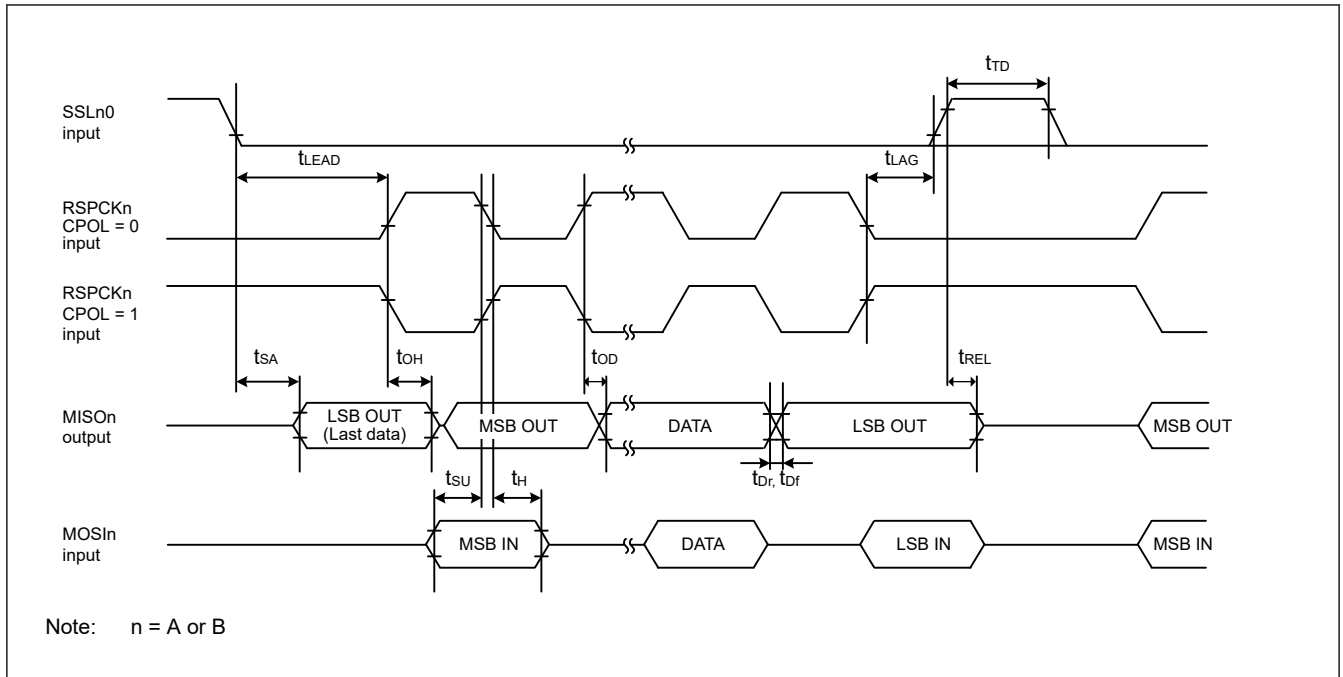 tTD
SSLn0
input
tLEAD
tLAG
RSPCKn
CPOL = 0
input
RSPCKn
CPOL = 1
input
tSA
tOH
tOD
tREL
MISOn
output
LSB OUT
(Last data)
MSB OUT
DATA
LSB OUT
MSB OUT
tSU
tH
tDr, tDf
MOSIn
input
MSB IN
DATA
LSB IN
MSB IN
Note: n = A or B